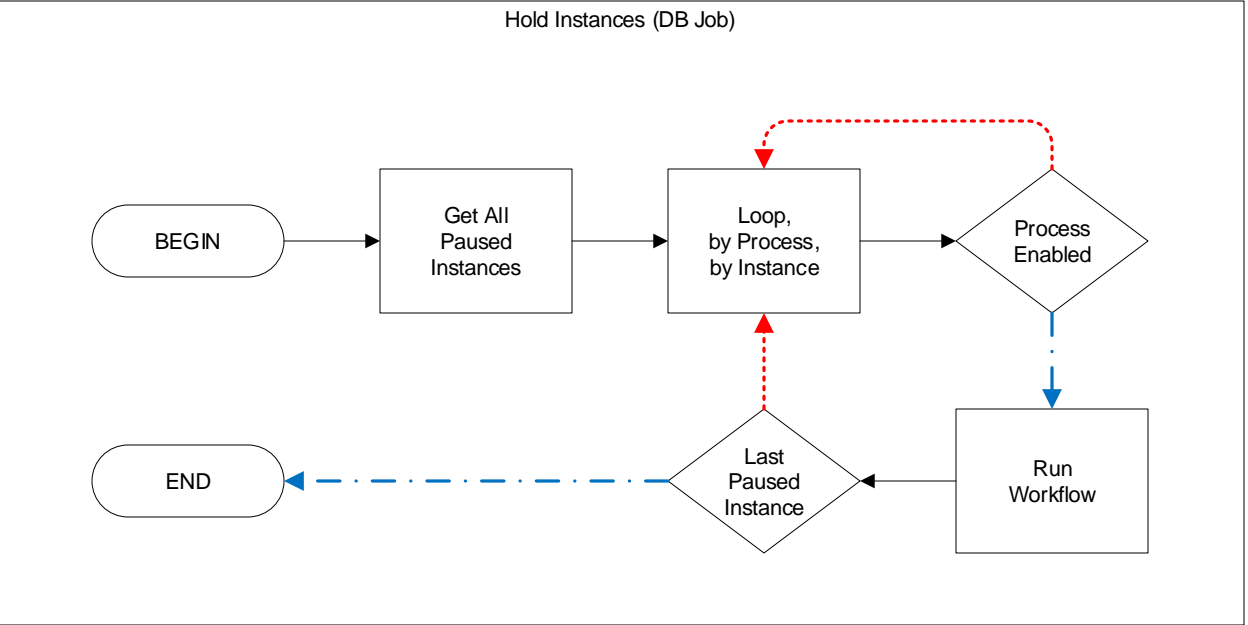 Hold Instances (DB Job)
BEGIN
Get All
Paused
Instances
Loop,
by Process,
by Instance
Process
Enabled
END
Last
Paused
Instance
Run
Workflow